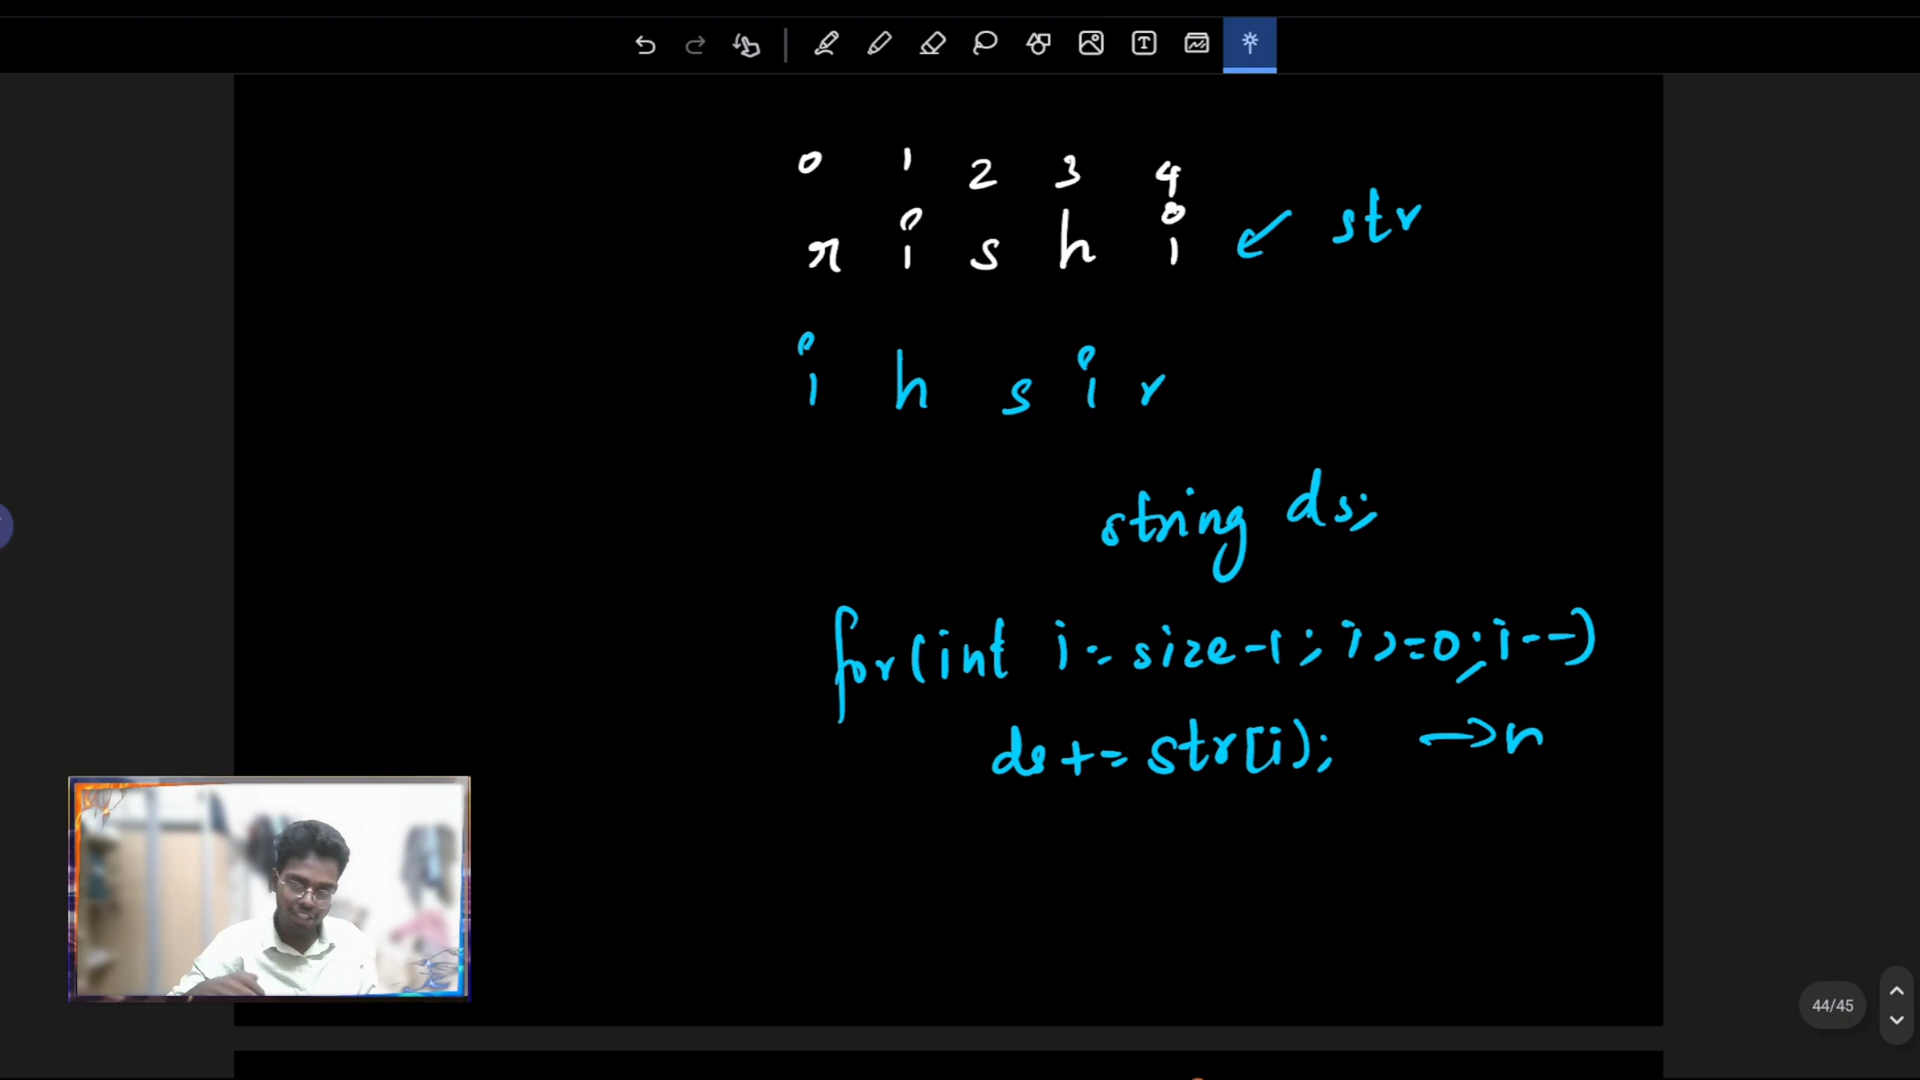 0 1 2 3 4
r i s h i ↙ str
i h s i r
string ds;
for(int i = size-1; i >= 0; i--)
ds += str[i]; → n
44/45